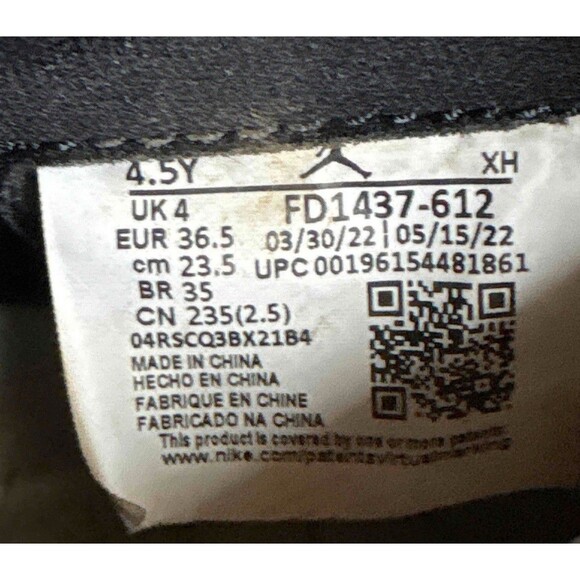 4.5Y XH
UK 4 FD1437-612
EUR 36.5 03/30/22 | 05/15/22
cm 23.5 UPC 00196154481861
BR 35
CN 235(2.5)
04RSCQ3BX21B4
MADE IN CHINA
HECHO EN CHINA
FABRIQUE EN CHINE
FABRICADO NA CHINA
This product is covered by one or more patents:
www.nike.com/patentsvirtualmarking